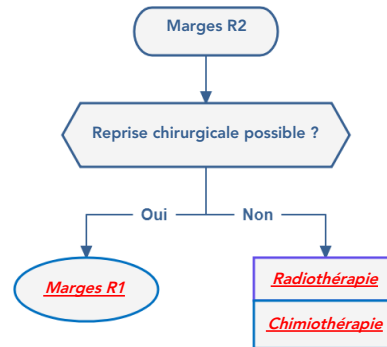 Marges R2
Reprise chirurgicale possible ?
Oui
Non
Marges R1
Radiothérapie
Chimiothérapie